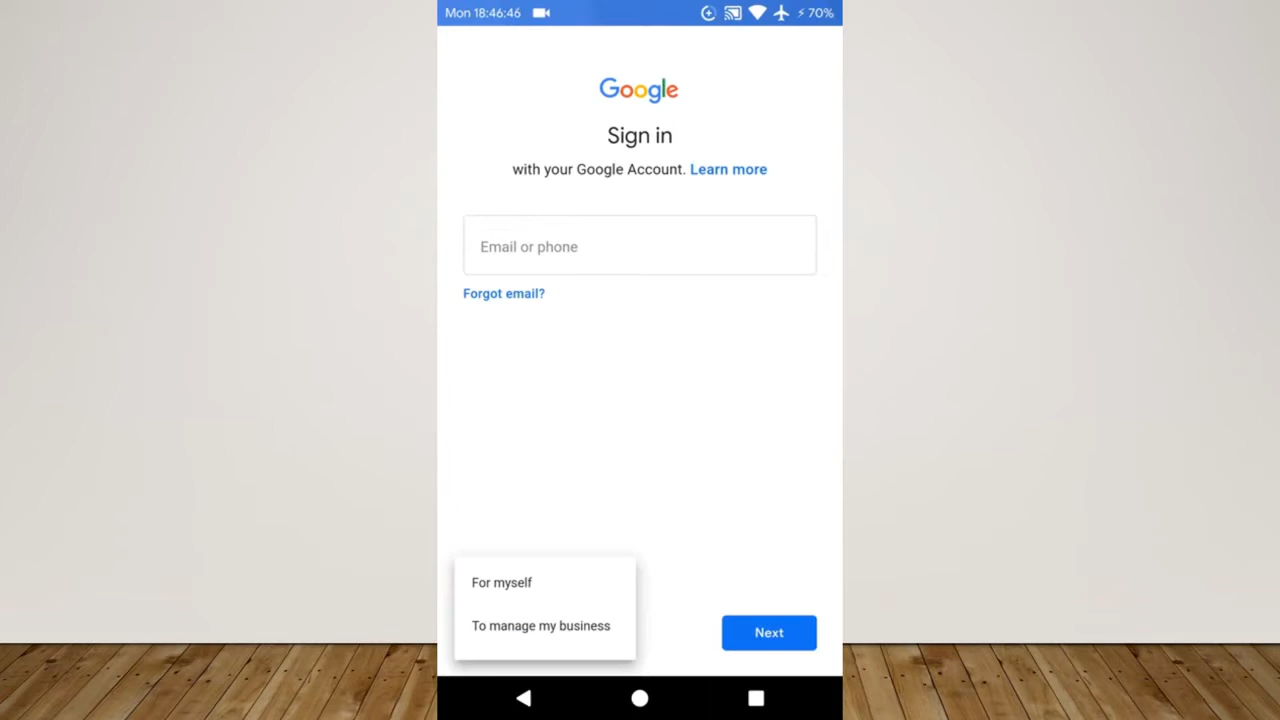 Mon 18:46:46
70%
Google
Sign in
with your Google Account. Learn more
Email or phone
Forgot email?
For myself
To manage my business
Next